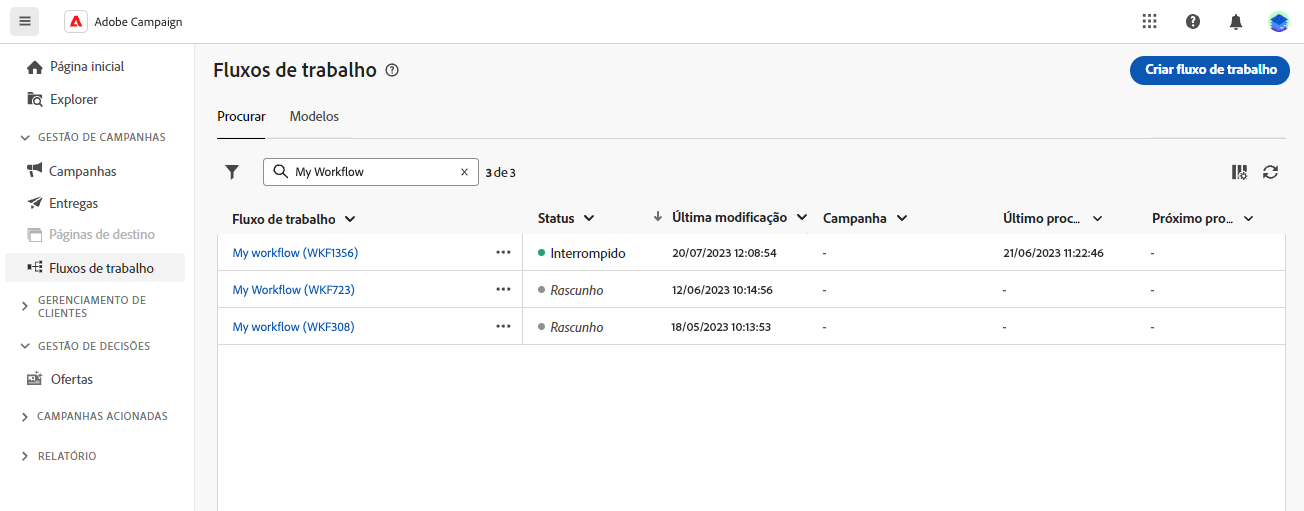 Adobe Campaign
Página inicial
Explorer
GESTÃO DE CAMPANHAS
Campanhas
Entregas
Páginas de destino
Fluxos de trabalho
GERENCIAMENTO DE
CLIENTES
GESTÃO DE DECISÕES
Ofertas
CAMPANHAS ACIONADAS
RELATÓRIO
Fluxos de trabalho
Criar fluxo de trabalho
Procurar Modelos
My Workflow 3 de 3
Fluxo de trabalho Status Última modificação Campanha Último proc... Próximo pro...
My workflow (WKF1356) Interrompido 20/07/2023 12:08:54 - 21/06/2023 11:22:46 -
My Workflow (WKF723) Rascunho 12/06/2023 10:14:56 - - -
My workflow (WKF308) Rascunho 18/05/2023 10:13:53 - - -